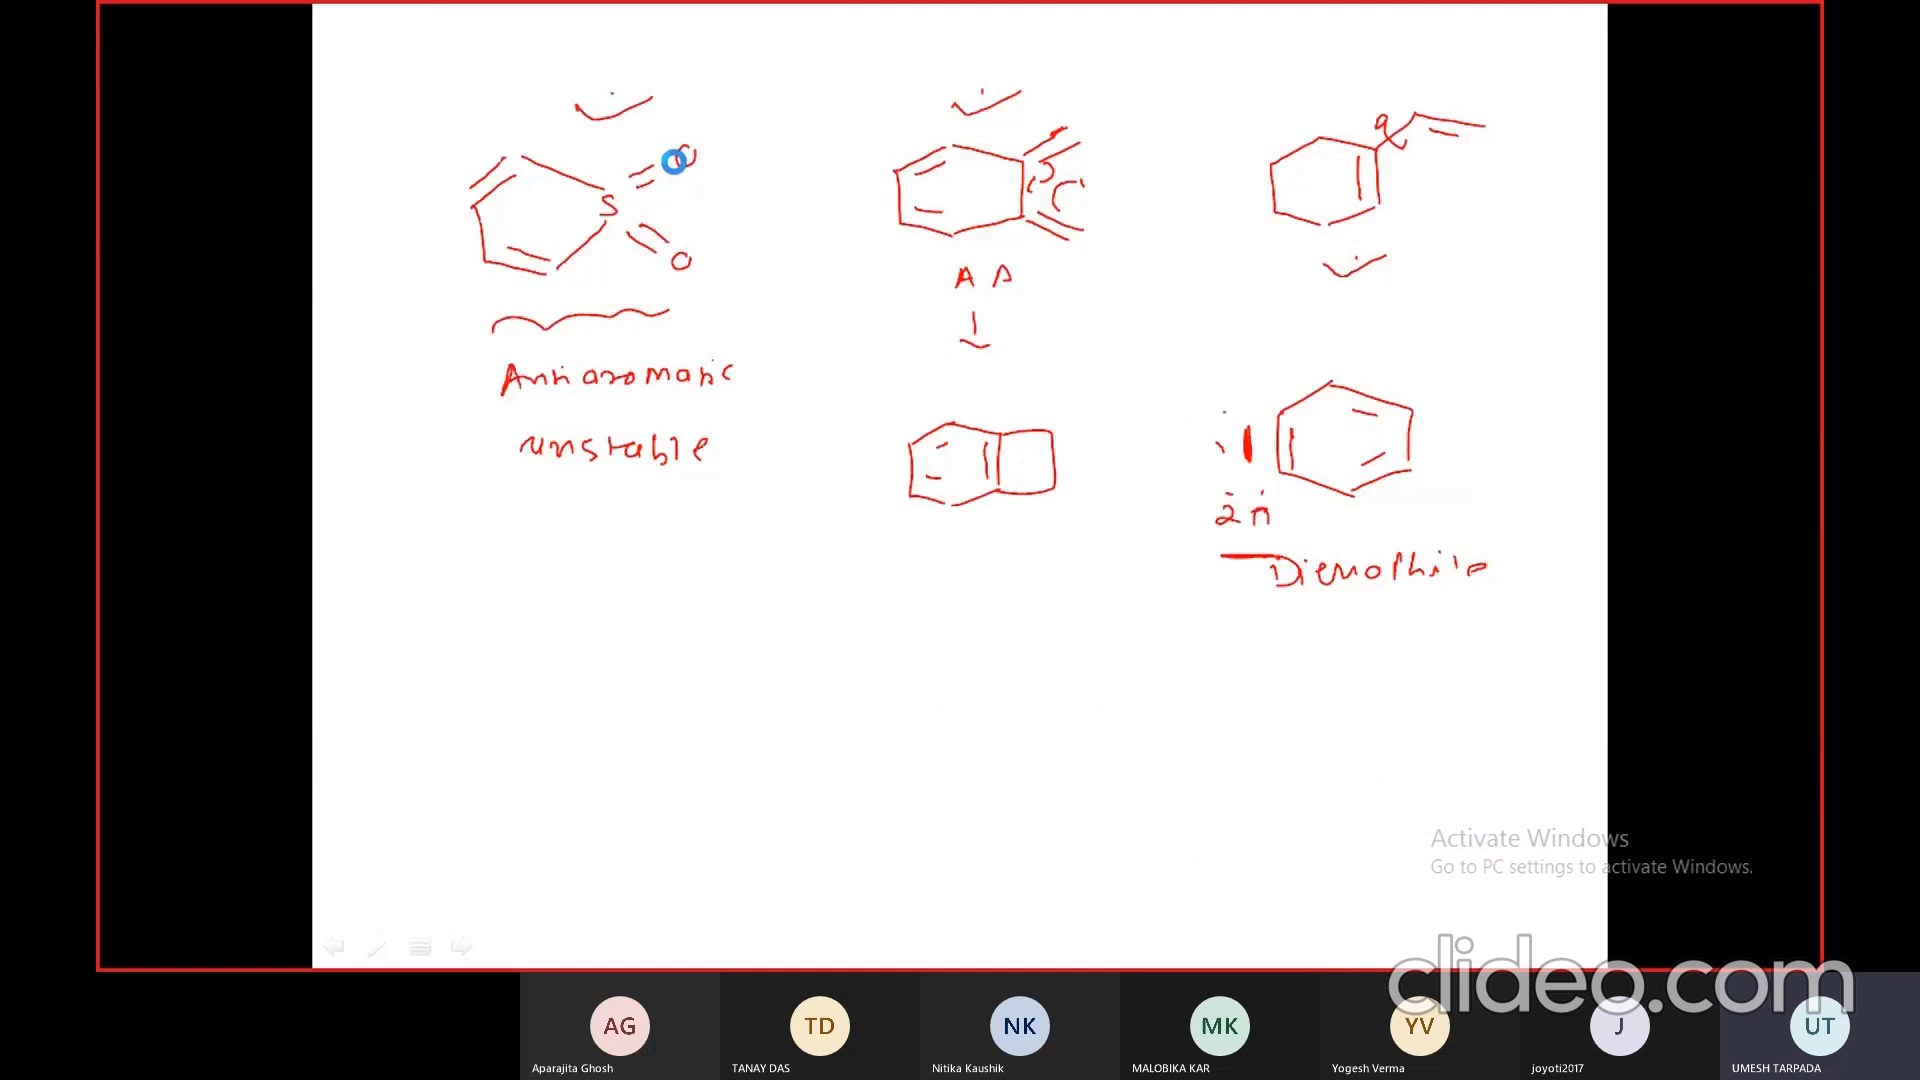 O
S
O
A A
Antiaromatic
unstable
2π
Dienophile
Activate Windows
Go to PC settings to activate Windows.
clideo.com
AG
TD
NK
MK
YV
J
UT
Aparajita Ghosh
TANAY DAS
Nitika Kaushik
MALOBIKA KAR
Yogesh Verma
joyoti2017
UMESH TARPADA